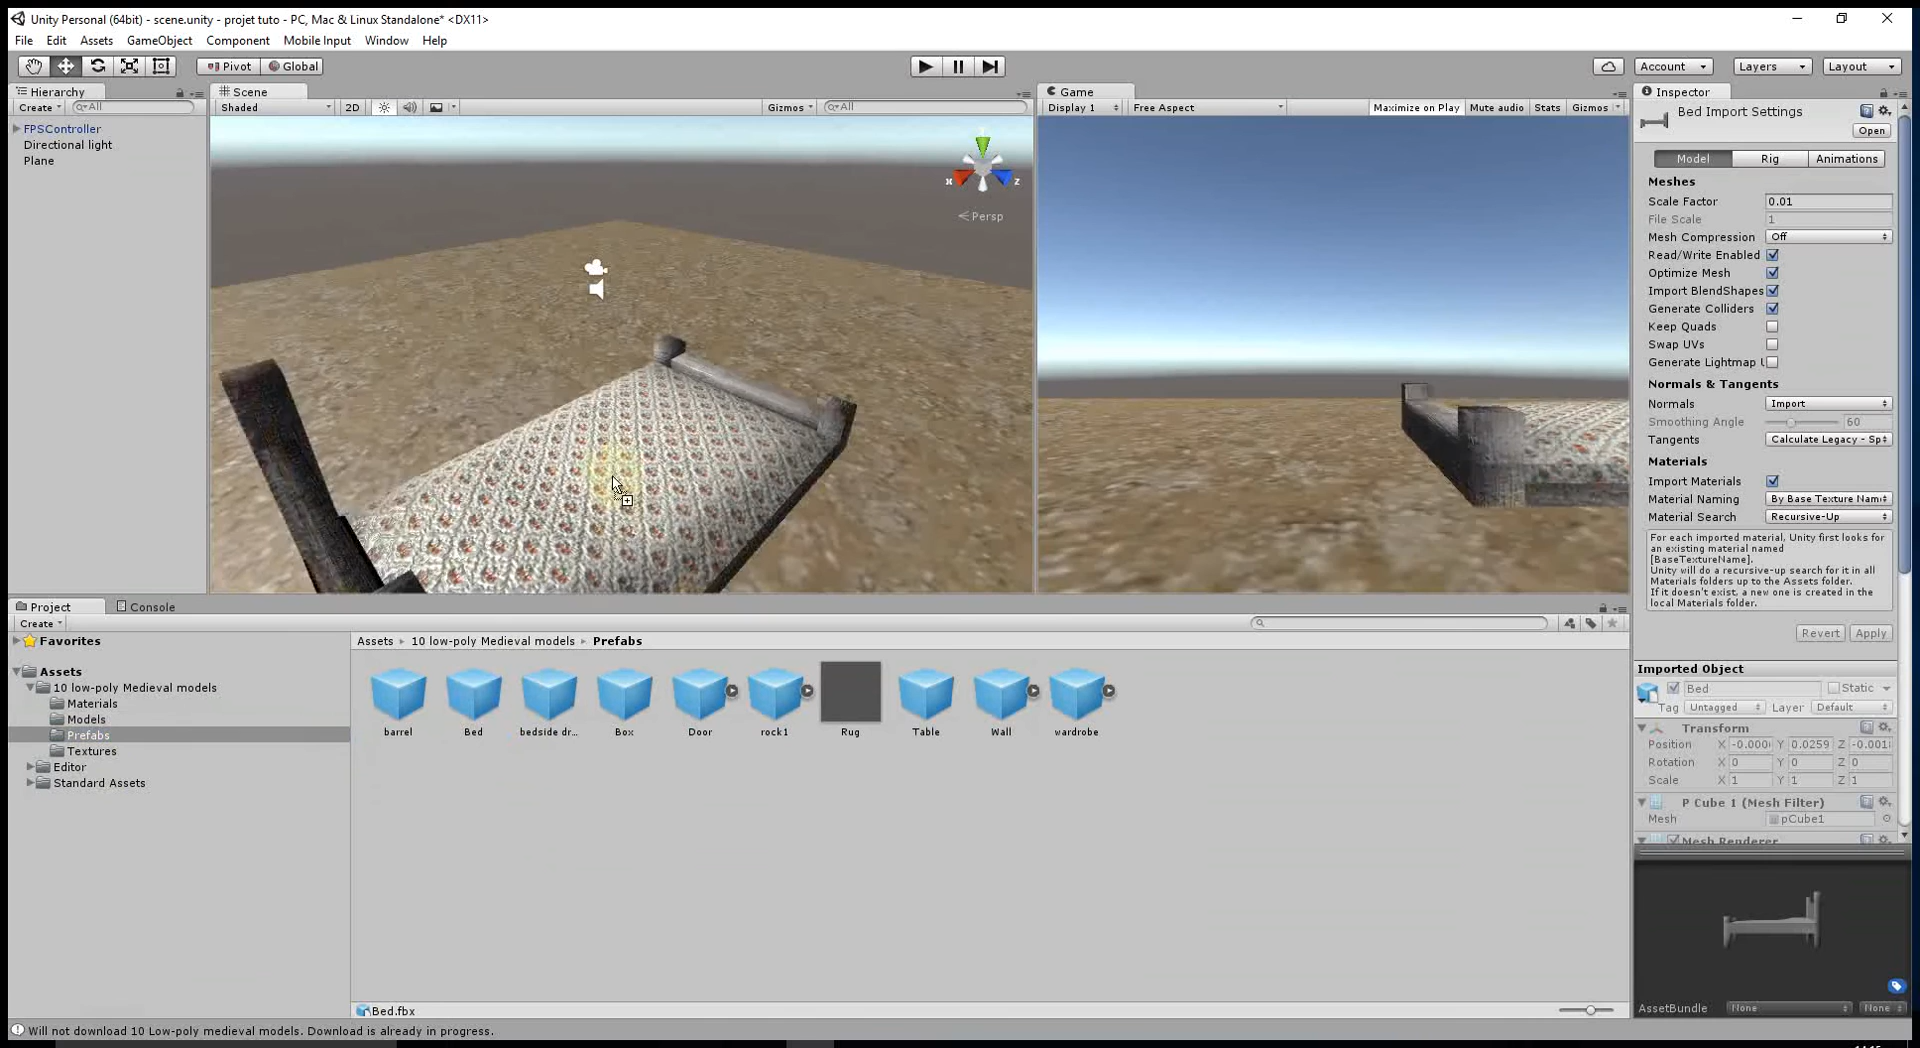 Unity Personal (64bit) - scene.unity - projet tuto - PC, Mac & Linux Standalone* <DX11>
File Edit Assets GameObject Component Mobile Input Window Help
Pivot Global Account Layers Layout
Hierarchy
Create All
FPSController
Directional light
Plane
Scene
Shaded 2D Gizmos All
x z
Persp
Game
Display 1 Free Aspect Maximize on Play Mute audio Stats Gizmos
Inspector
Bed Import Settings
Open
Model Rig Animations
Meshes
Scale Factor 0.01
File Scale 1
Mesh Compression Off
Read/Write Enabled
Optimize Mesh
Import BlendShapes
Generate Colliders
Keep Quads
Swap UVs
Generate Lightmap U
Normals & Tangents
Normals Import
Smoothing Angle 60
Tangents Calculate Legacy - Sp
Materials
Import Materials
Material Naming By Base Texture Nam
Material Search Recursive-Up
For each imported material, Unity first looks for
an existing material named
[BaseTextureName].
Unity will do a recursive-up search for it in all
Materials folders up to the Assets folder.
If it doesn't exist, a new one is created in the
local Materials folder.
Revert Apply
Imported Object
Bed Static
Tag Untagged Layer Default
Transform
Position X -0.000 Y 0.0259 Z -0.001
Rotation X 0 Y 0 Z 0
Scale X 1 Y 1 Z 1
P Cube 1 (Mesh Filter)
Mesh pCube1
Mesh Renderer
AssetBundle None None
Project Console
Create
Favorites
Assets
10 low-poly Medieval models
Materials
Models
Prefabs
Textures
Editor
Standard Assets
Assets 10 low-poly Medieval models Prefabs
barrel Bed bedside dr... Box Door rock1 Rug Table Wall wardrobe
Bed.fbx
Will not download 10 Low-poly medieval models. Download is already in progress.